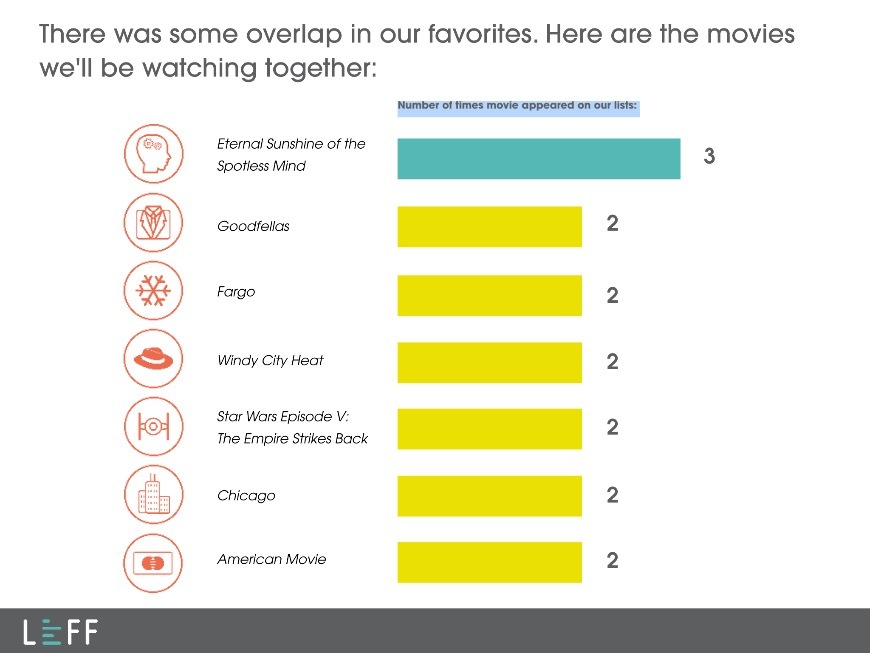 There was some overlap in our favorites. Here are the movies
we'll be watching together:
Number of times movie appeared on our lists:
Eternal Sunshine of the
Spotless Mind
3
Goodfellas
2
Fargo
2
Windy City Heat
2
Star Wars Episode V:
The Empire Strikes Back
2
Chicago
2
American Movie
2
LEFF